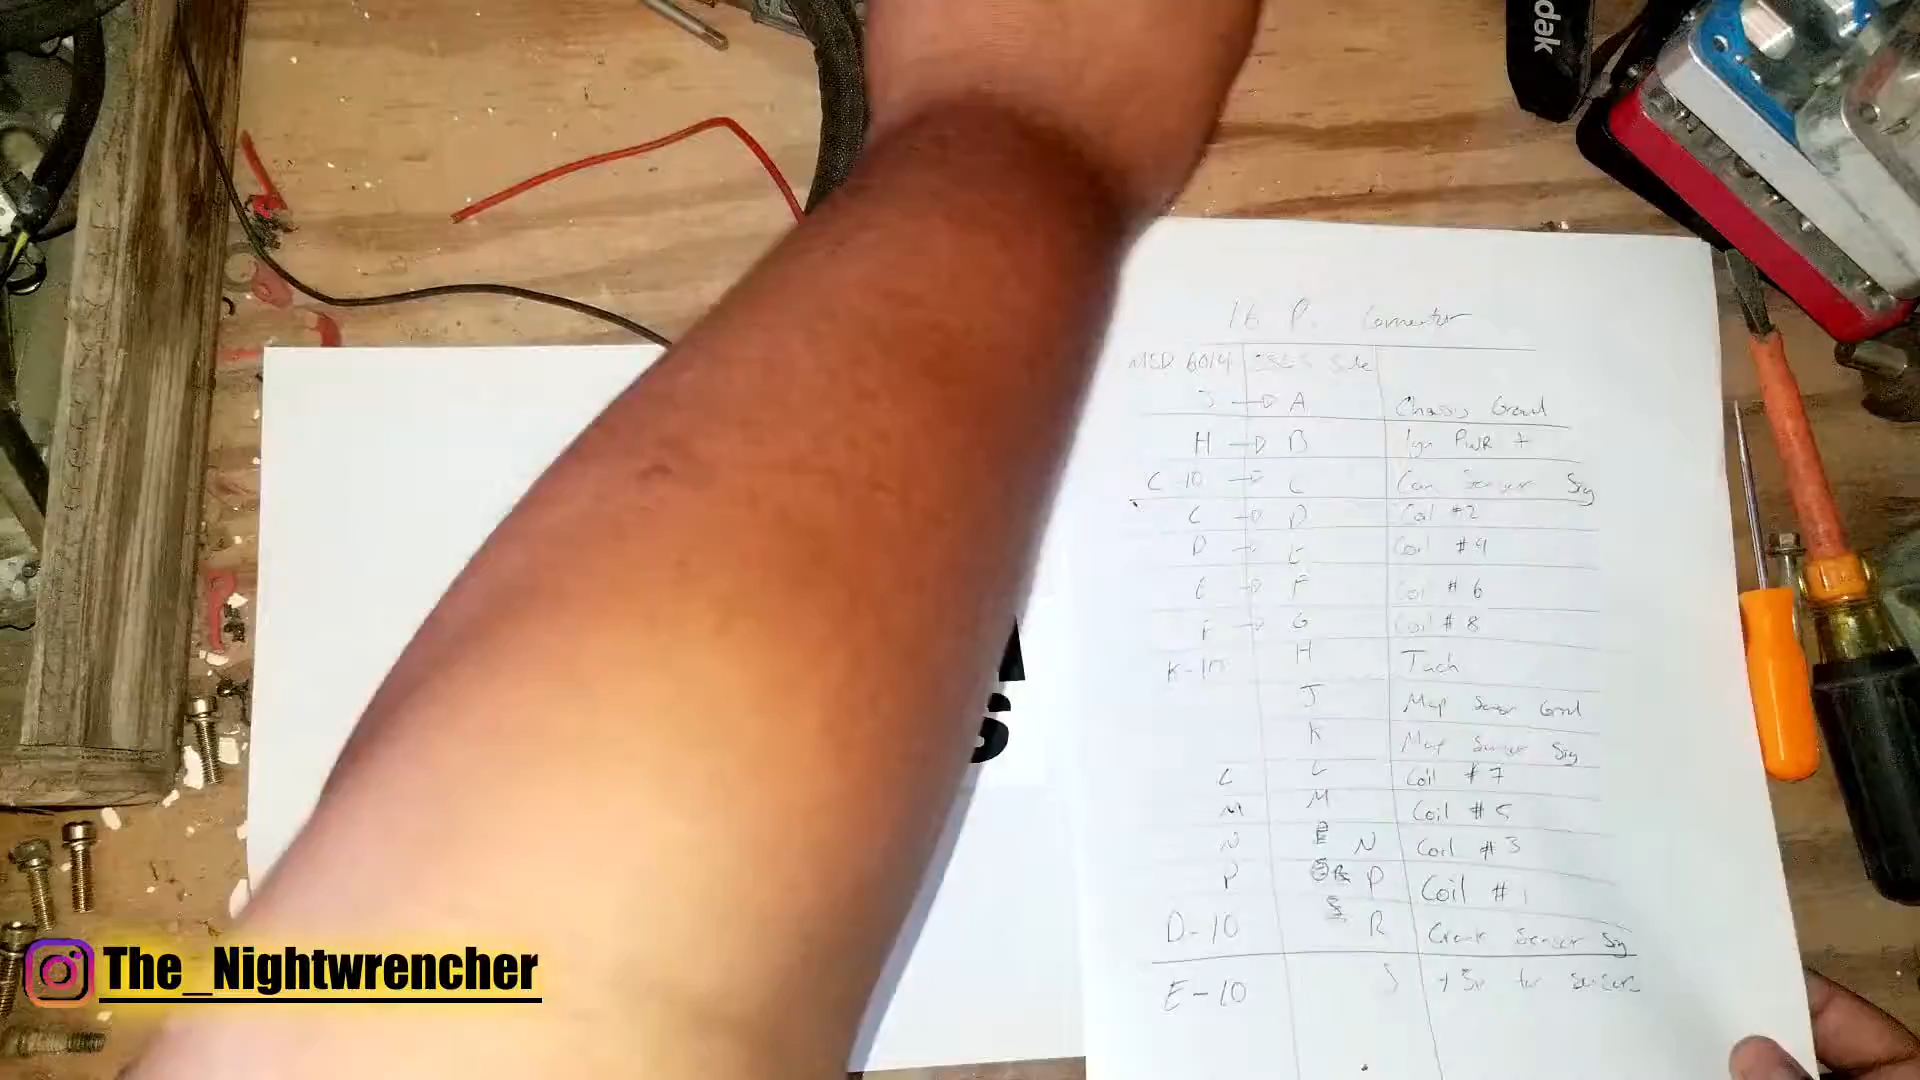 dak
16 P. Connector
MSD 6014 Side
J → A Chassis Grownd
H → B Ign PWR +
C-10 → C Cam Sensor Sig
C → D Coil #2
D → E Coil #4
E → F Coil #6
F → G Coil #8
K-10 H Tach
J Map Sensor Grnd
K Map Sensor Sig
L L Coil #7
M M Coil #5
N N Coil #3
P P Coil #1
D-10 R Crank Sensor Sig
E-10 S +5v for sensors
The_Nightwrencher